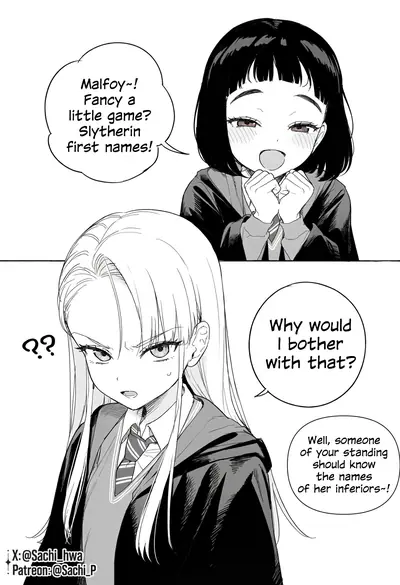 Malfoy~!
Fancy a
little game?
Slytherin
first names!
??
Why would
I bother
with that?
Well, someone
of your standing
should know
the names
of her inferiors~!
X:@Sachi_hwa
Patreon:@Sachi_P